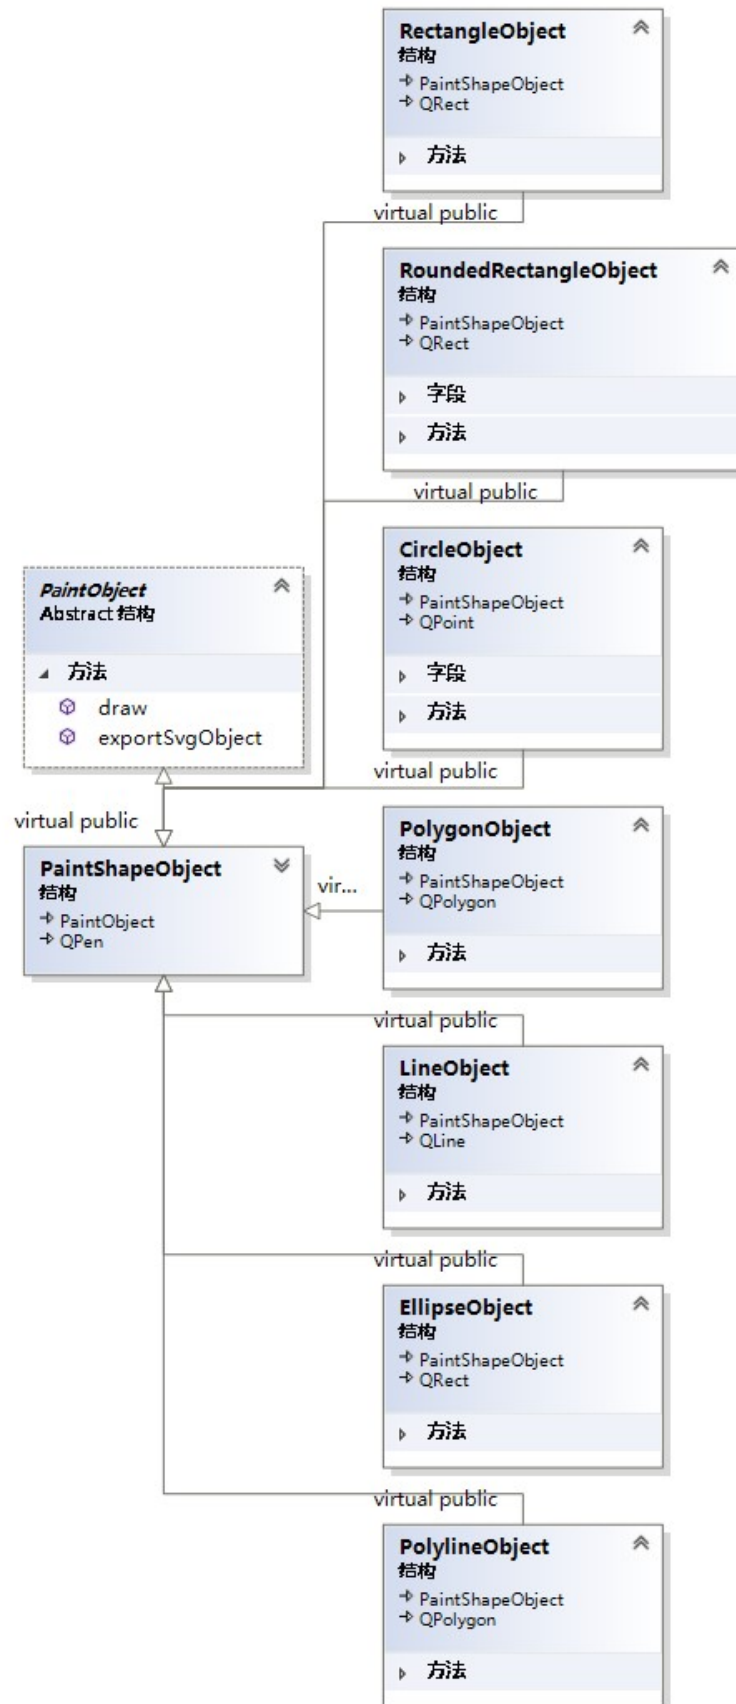 RectangleObject
结构
PaintShapeObject
QRect
方法
virtual public
RoundedRectangleObject
结构
PaintShapeObject
QRect
字段
方法
virtual public
CircleObject
结构
PaintShapeObject
QPoint
字段
方法
virtual public
PaintObject
Abstract 结构
方法
draw
exportSvgObject
virtual public
PaintShapeObject
结构
PaintObject
QPen
vir...
PolygonObject
结构
PaintShapeObject
QPolygon
方法
virtual public
LineObject
结构
PaintShapeObject
QLine
方法
virtual public
EllipseObject
结构
PaintShapeObject
QRect
方法
virtual public
PolylineObject
结构
PaintShapeObject
QPolygon
方法